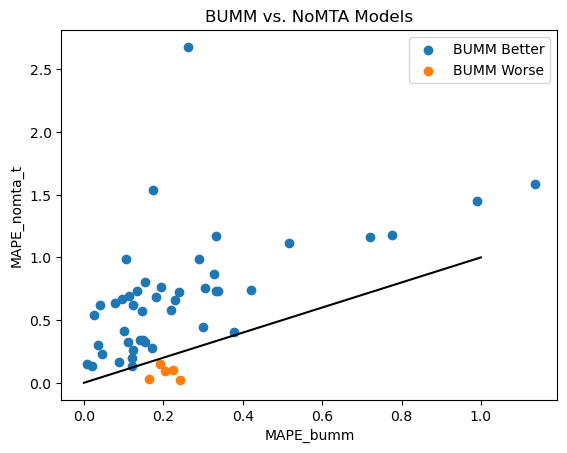 BUMM vs. NoMTA Models
BUMM Better
BUMM Worse
MAPE_nomta_t
2.5
2.0
1.5
1.0
0.5
0.0
0.0 0.2 0.4 0.6 0.8 1.0
MAPE_bumm